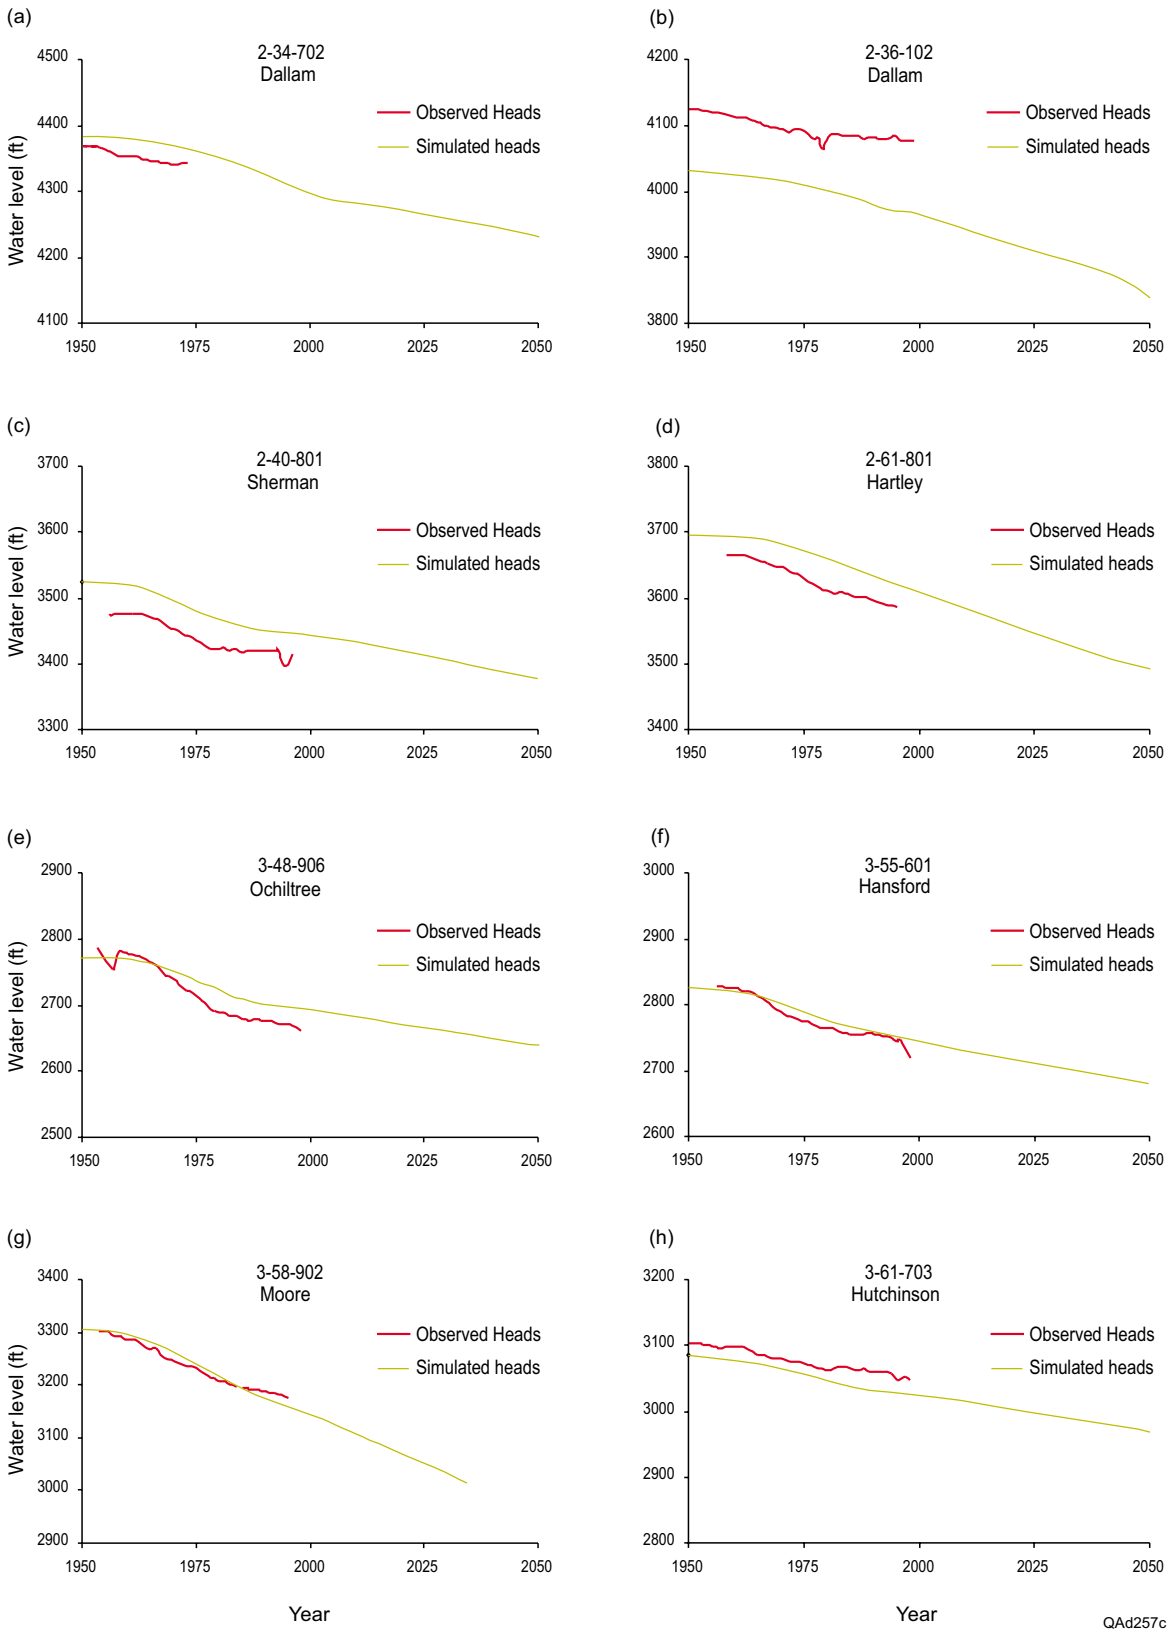 (a)
2-34-702
Dallam
Observed Heads
Simulated heads
Water level (ft)
4500
4400
4300
4200
4100
1950 1975 2000 2025 2050
(b)
2-36-102
Dallam
Observed Heads
Simulated heads
4200
4100
4000
3900
3800
1950 1975 2000 2025 2050
(c)
2-40-801
Sherman
Observed Heads
Simulated heads
Water level (ft)
3700
3600
3500
3400
3300
1950 1975 2000 2025 2050
(d)
2-61-801
Hartley
Observed Heads
Simulated heads
3800
3700
3600
3500
3400
1950 1975 2000 2025 2050
(e)
3-48-906
Ochiltree
Observed Heads
Simulated heads
Water level (ft)
2900
2800
2700
2600
2500
1950 1975 2000 2025 2050
(f)
3-55-601
Hansford
Observed Heads
Simulated heads
3000
2900
2800
2700
2600
1950 1975 2000 2025 2050
(g)
3-58-902
Moore
Observed Heads
Simulated heads
Water level (ft)
3400
3300
3200
3100
3000
2900
1950 1975 2000 2025 2050
Year
(h)
3-61-703
Hutchinson
Observed Heads
Simulated heads
3200
3100
3000
2900
2800
1950 1975 2000 2025 2050
Year
QAd257c